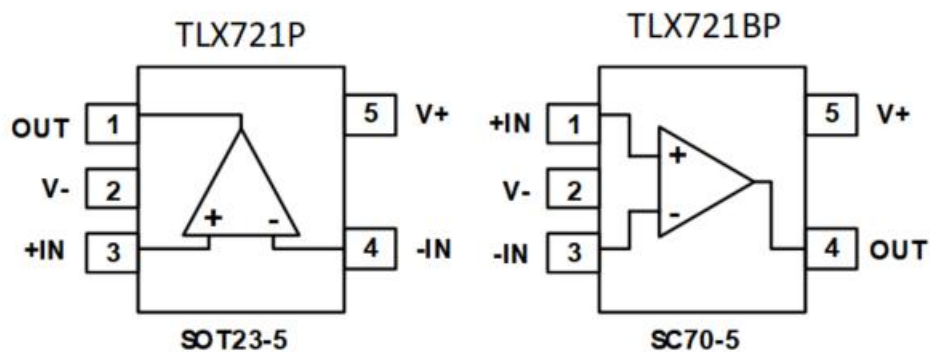 TLX721P
OUT 1 5 V+
V- 2
+IN 3 + - 4 -IN
SOT23-5
TLX721BP
+IN 1 + 5 V+
V- 2
-IN 3 - 4 OUT
SC70-5